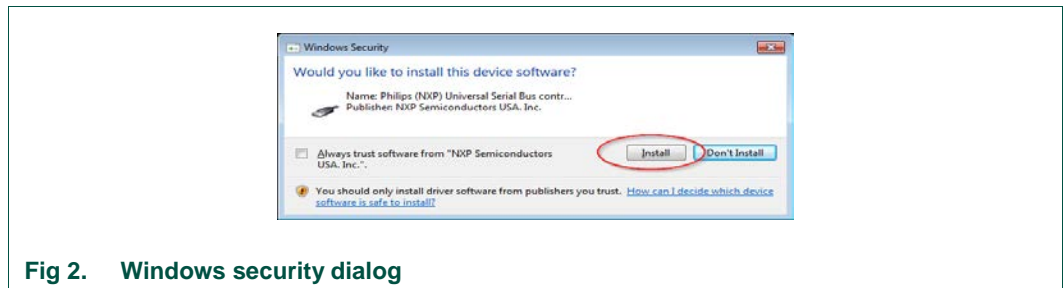 Windows Security
Would you like to install this device software?
Name: Philips (NXP) Universal Serial Bus contr...
Publisher: NXP Semiconductors USA. Inc.
Always trust software from "NXP Semiconductors
USA. Inc.".
Install
Don't Install
You should only install driver software from publishers you trust. How can I decide which device
software is safe to install?
Fig 2. Windows security dialog